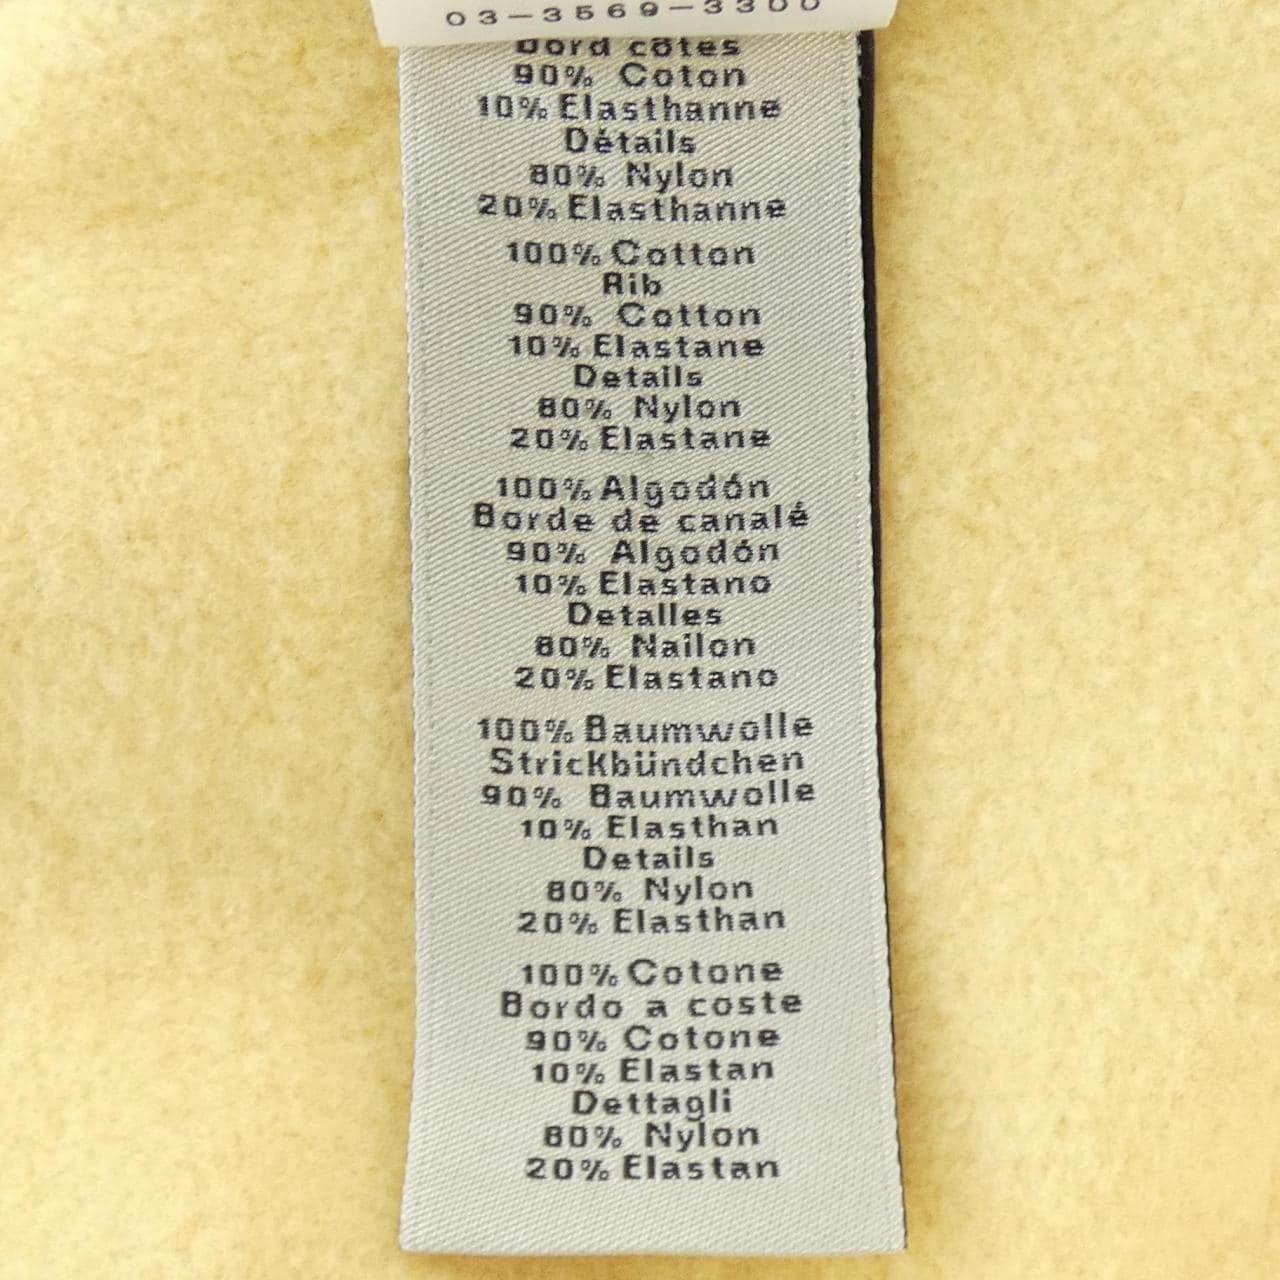 03-3569-3300
Bord côtes
90% Coton
10% Elasthanne
Détails
80% Nylon
20% Elasthanne
100% Cotton
Rib
90% Cotton
10% Elastane
Details
80% Nylon
20% Elastane
100% Algodón
Borde de canalé
90% Algodón
10% Elastano
Detalles
80% Nailon
20% Elastano
100% Baumwolle
Strickbündchen
90% Baumwolle
10% Elasthan
Details
80% Nylon
20% Elasthan
100% Cotone
Bordo a coste
90% Cotone
10% Elastan
Dettagli
80% Nylon
20% Elastan